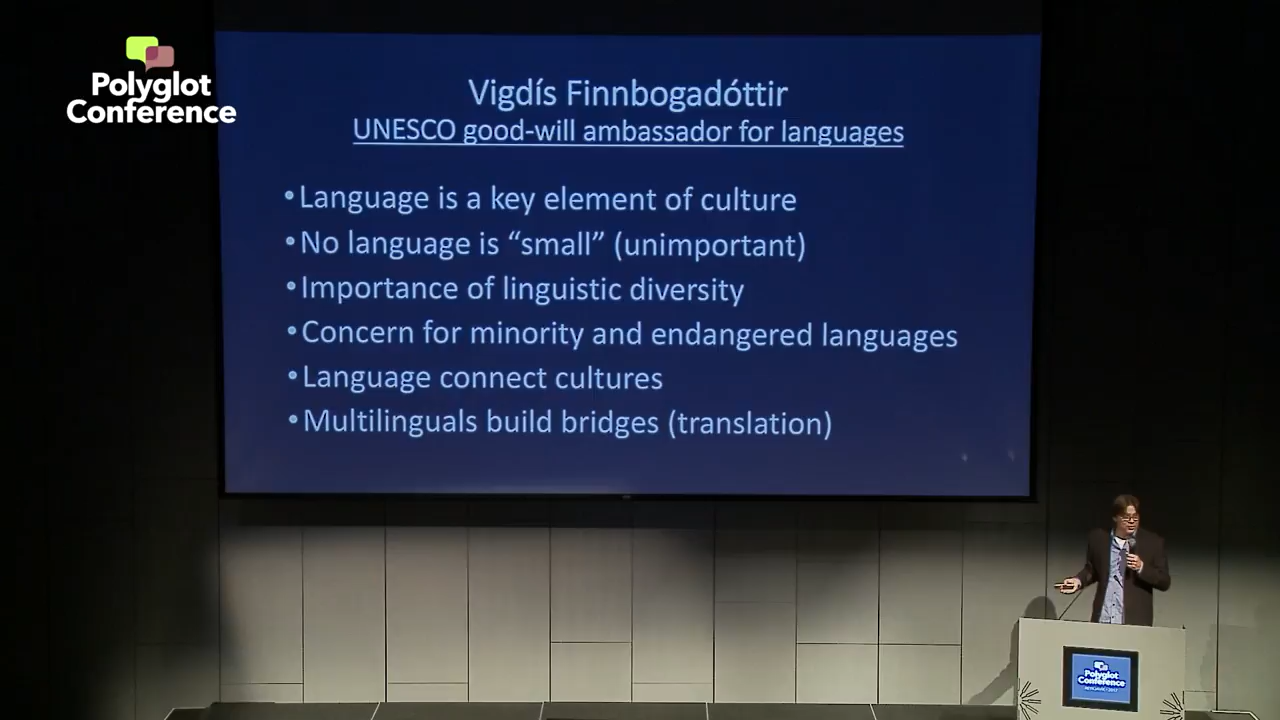 Polyglot
Conference
Vigdís Finnbogadóttir
UNESCO good-will ambassador for languages
•Language is a key element of culture
•No language is “small” (unimportant)
•Importance of linguistic diversity
•Concern for minority and endangered languages
•Language connect cultures
•Multilinguals build bridges (translation)
Polyglot
Conference
REYKJAVÍK 2017